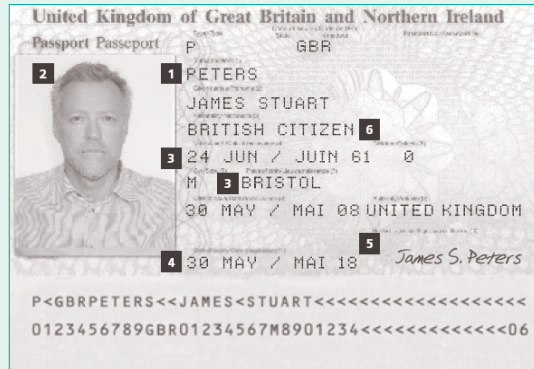 United Kingdom of Great Britain and Northern Ireland
Passport Passeport
P GBR
2 1 PETERS
JAMES STUART
BRITISH CITIZEN 6
3 24 JUN / JUIN 61 0
M 3 BRISTOL
30 MAY / MAI 08 UNITED KINGDOM
5
4 30 MAY / MAI 18 James S. Peters
P<GBRPETERS<<JAMES<STUART<<<<<<<<<<<<<<<<<<<
0123456789GBR01234567M8901234<<<<<<<<<<<<<06